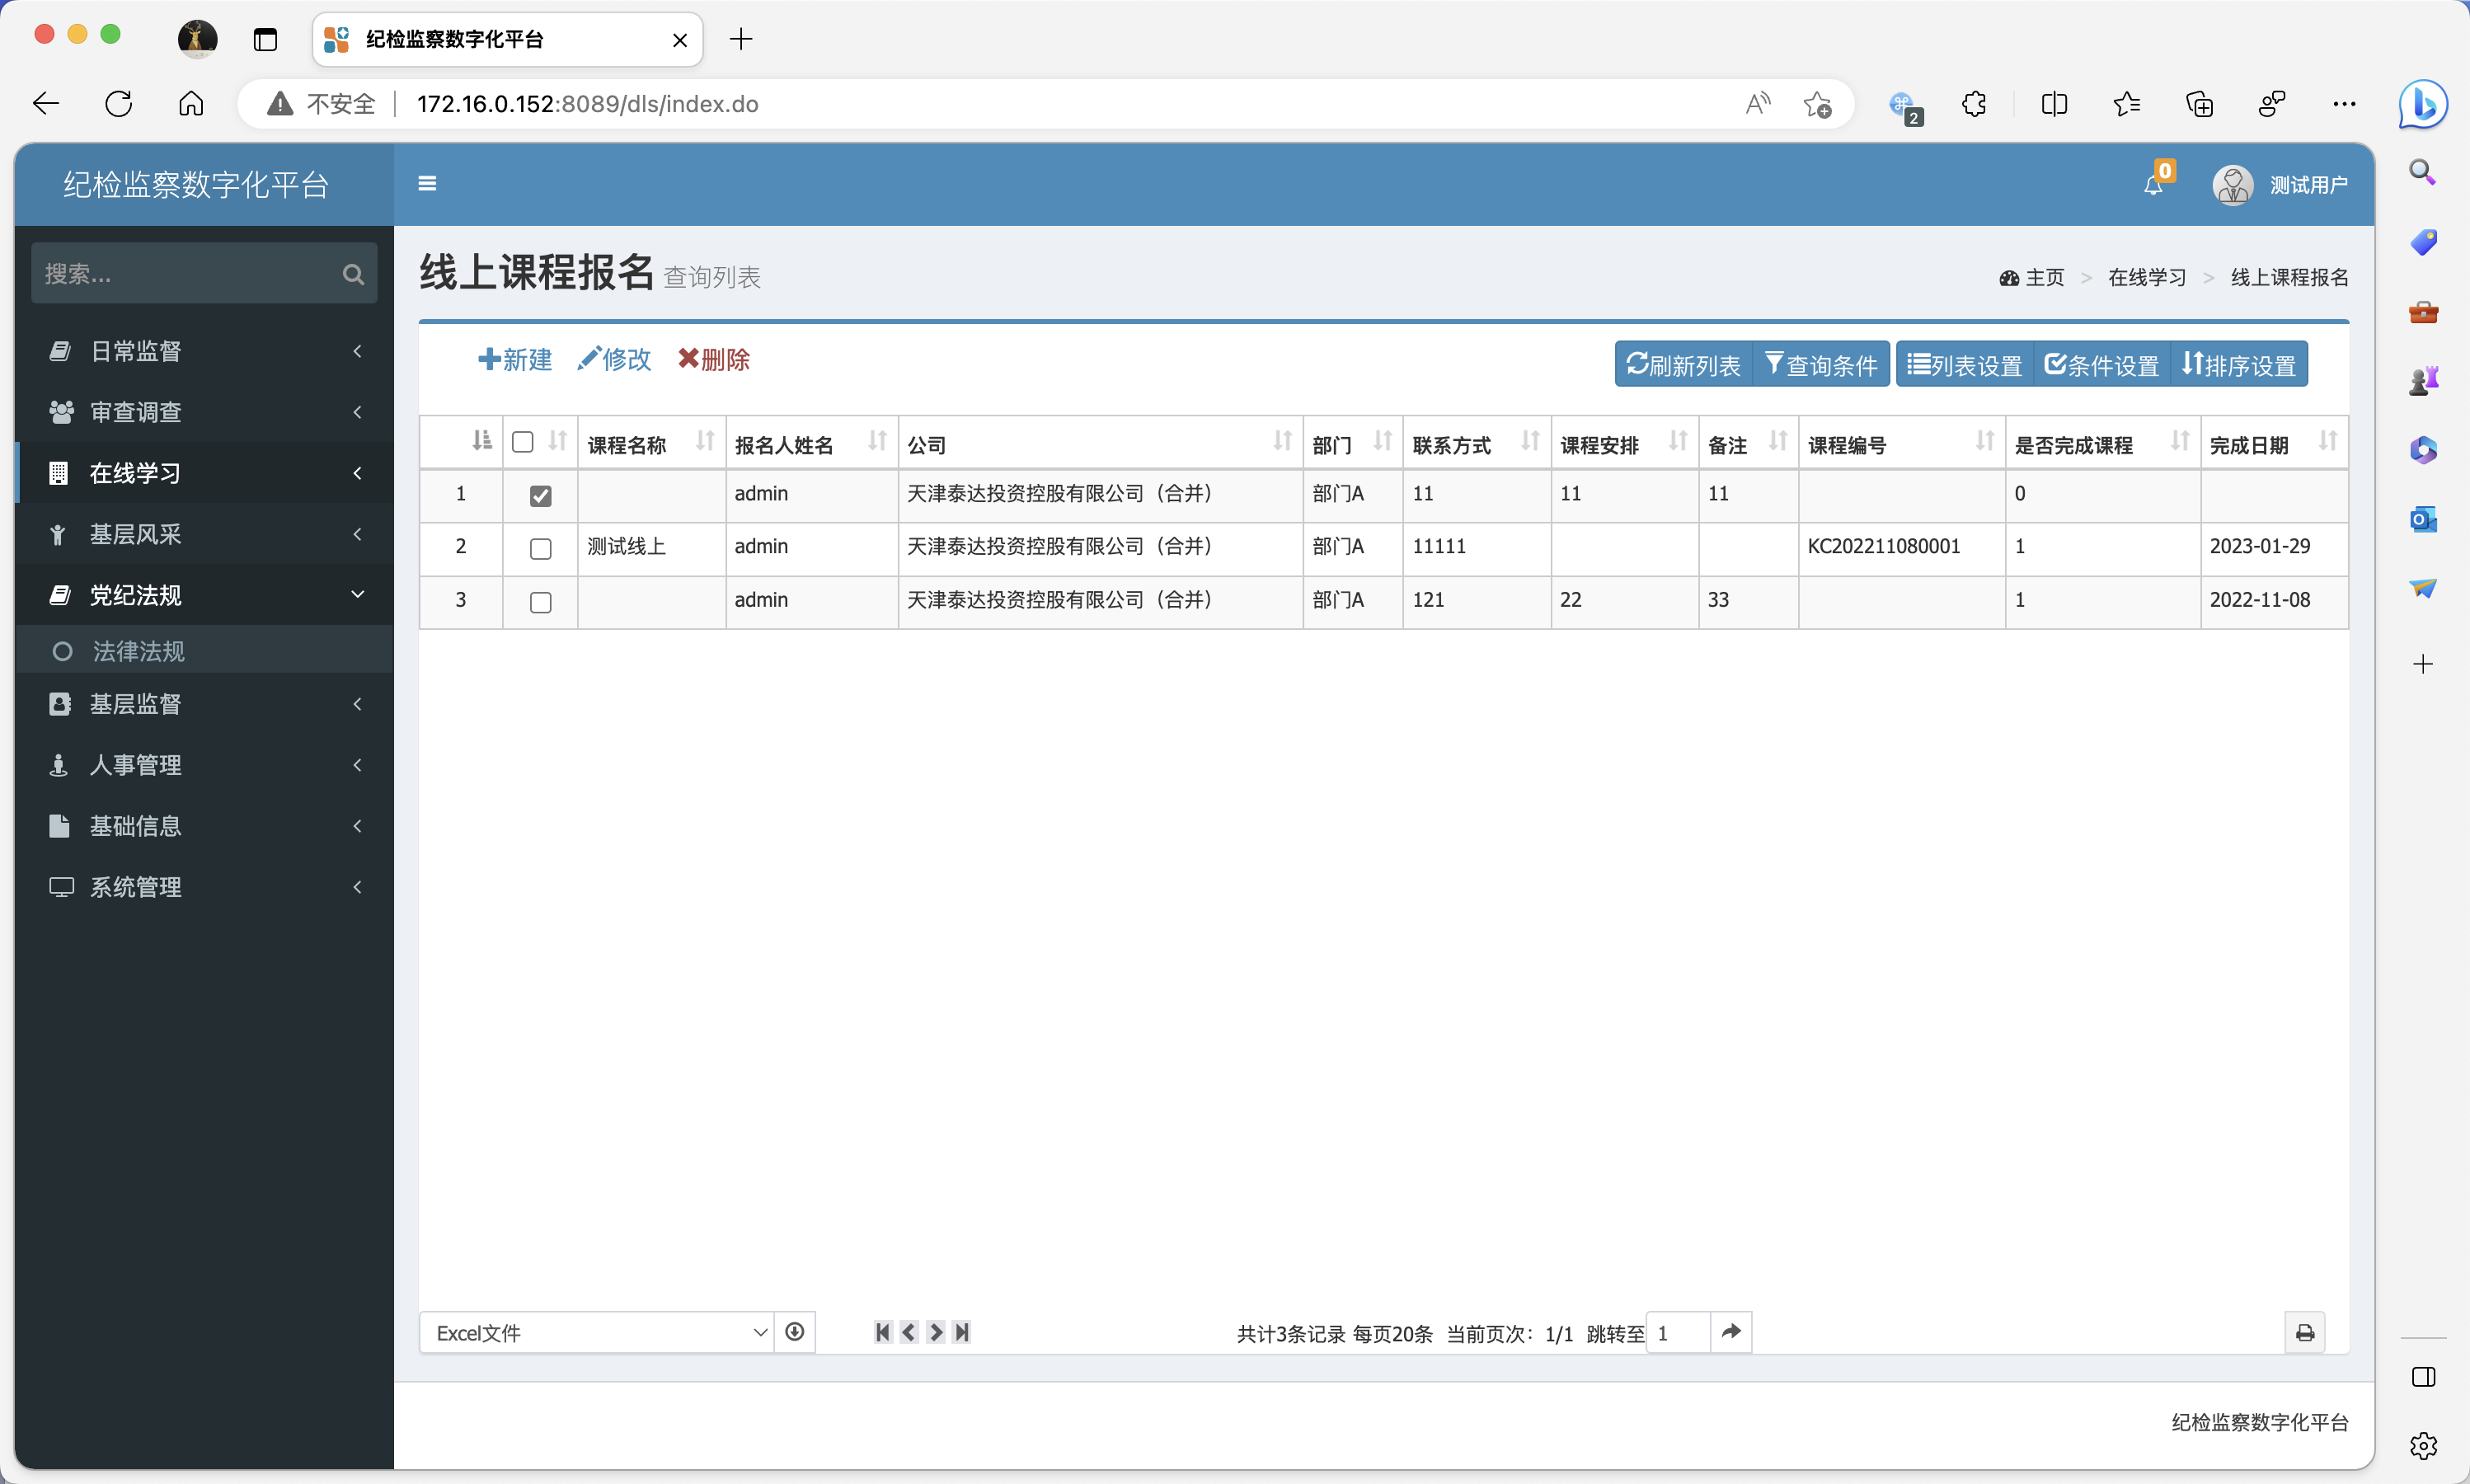 纪检监察数字化平台
不安全 172.16.0.152:8089/dls/index.do
2
纪检监察数字化平台
0
测试用户
搜索...
日常监督
审查调查
在线学习
基层风采
党纪法规
法律法规
基层监督
人事管理
基础信息
系统管理
线上课程报名 查询列表
主页 > 在线学习 > 线上课程报名
新建 修改 删除
刷新列表 查询条件 列表设置 条件设置 排序设置
课程名称 报名人姓名 公司 部门 联系方式 课程安排 备注 课程编号 是否完成课程 完成日期
1 admin 天津泰达投资控股有限公司（合并） 部门A 11 11 11 0
2 测试线上 admin 天津泰达投资控股有限公司（合并） 部门A 11111 KC202211080001 1 2023-01-29
3 admin 天津泰达投资控股有限公司（合并） 部门A 121 22 33 1 2022-11-08
Excel文件
共计3条记录 每页20条 当前页次：1/1 跳转至 1
纪检监察数字化平台